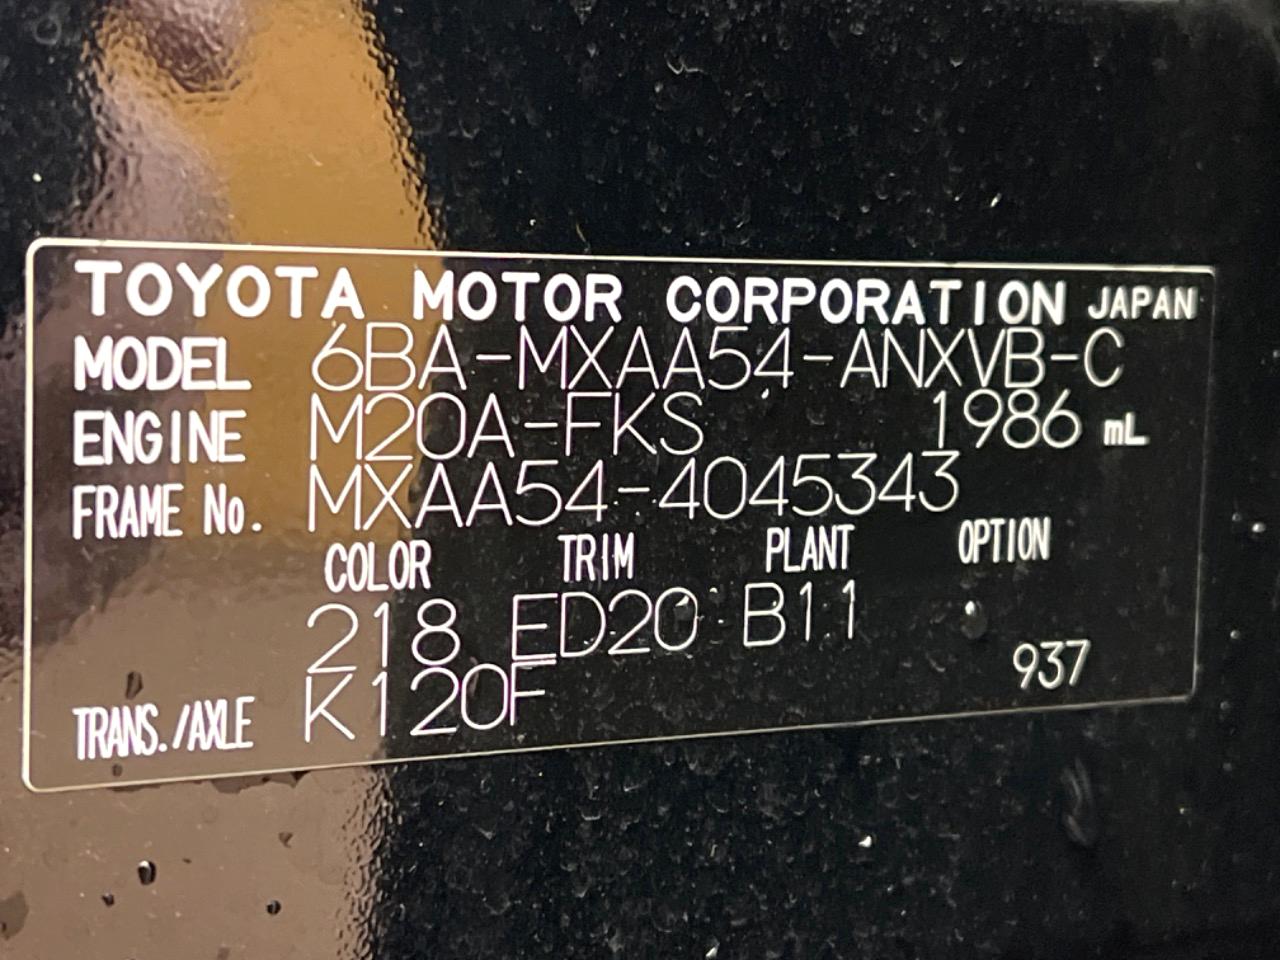 TOYOTA MOTOR CORPORATION JAPAN
MODEL 6BA-MXAA54-ANXVB-C
ENGINE M20A-FKS 1986 mL
FRAME No. MXAA54-4045343
COLOR TRIM PLANT OPTION
218 ED20 B11
TRANS./AXLE K120F 937